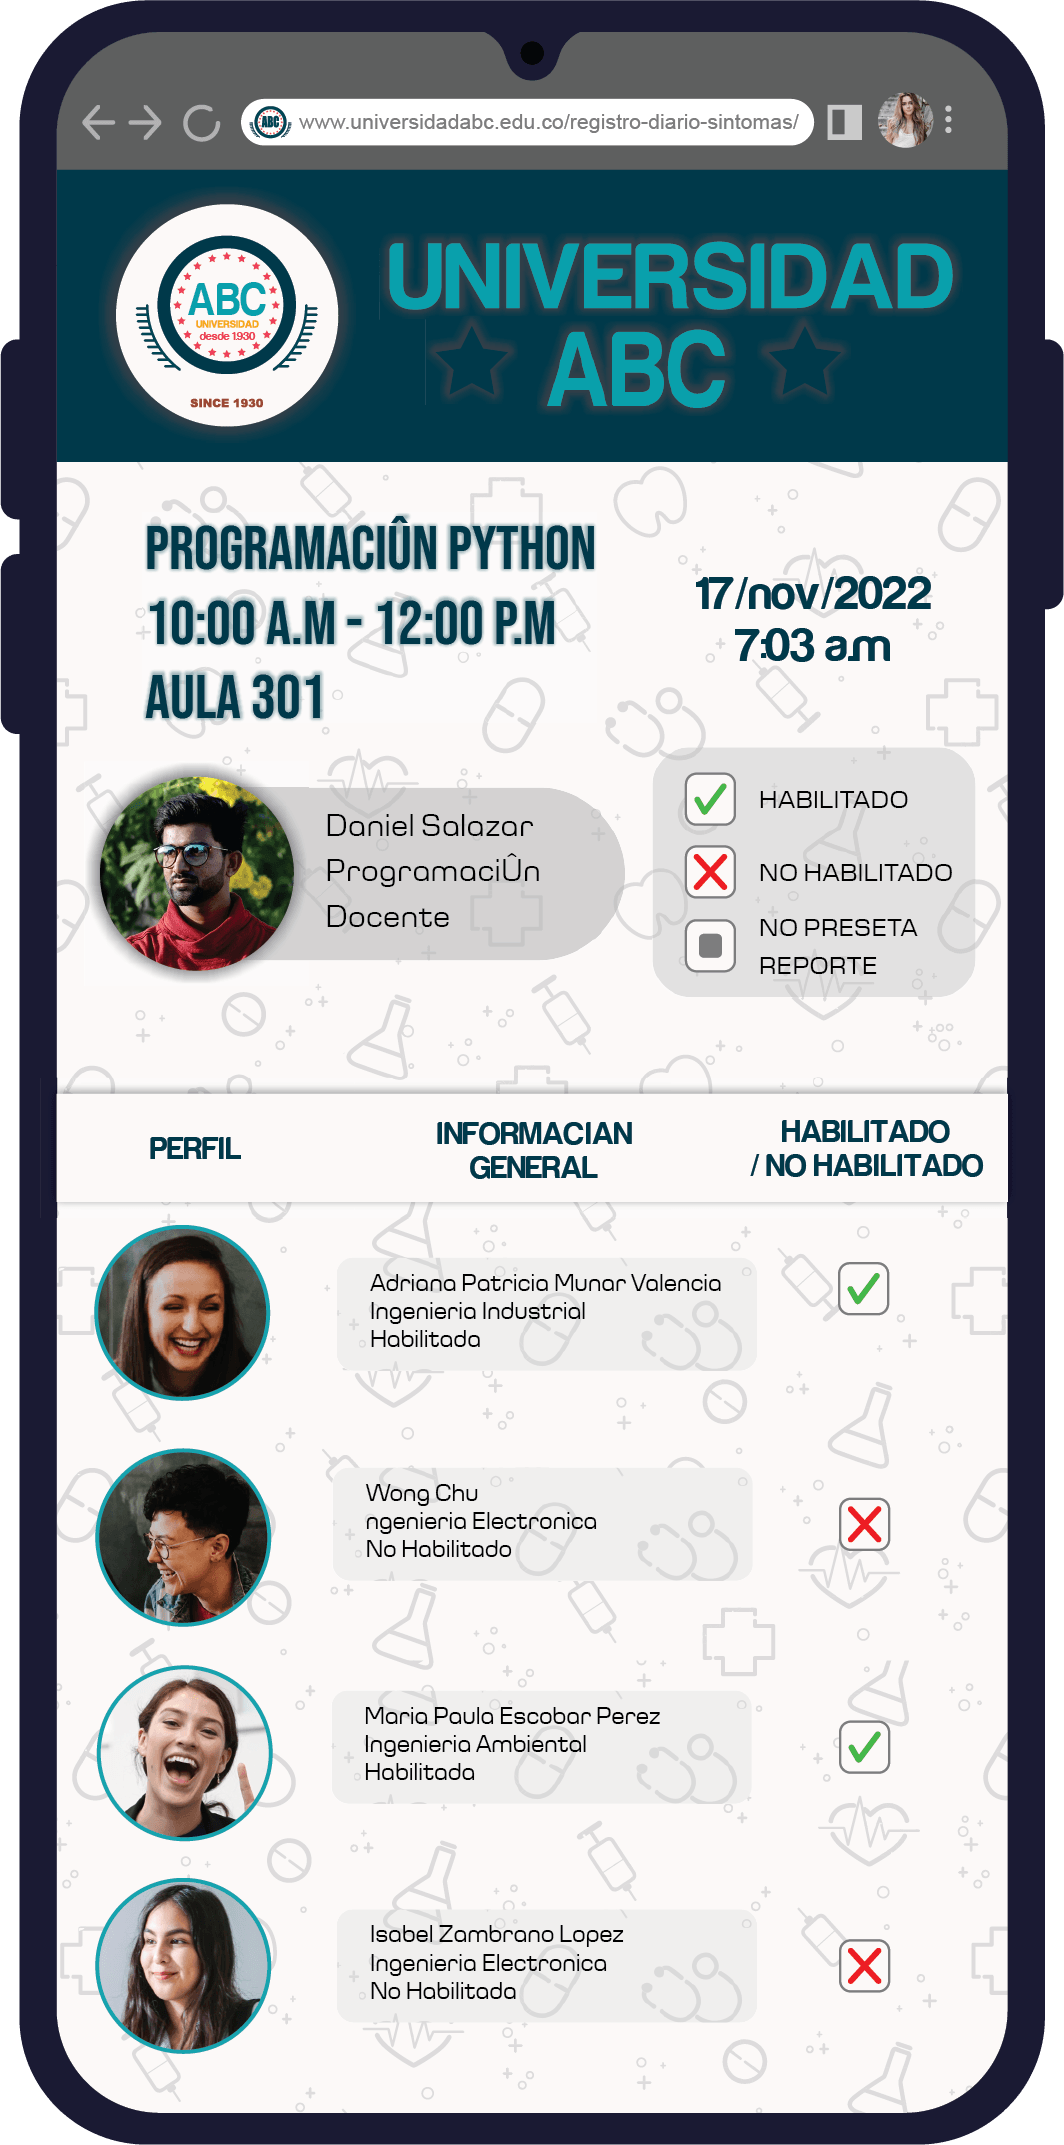 www.universidadabc.edu.co/registro-diario-sintomas/
ABC
ABC
UNIVERSIDAD
desde 1930
SINCE 1930
UNIVERSIDAD
ABC
PROGRAMACIÛN PYTHON
10:00 A.M - 12:00 P.M
AULA 301
17/nov/2022
7:03 a.m
Daniel Salazar
ProgramaciÛn
Docente
HABILITADO
NO HABILITADO
NO PRESETA
REPORTE
PERFIL
INFORMACIAN
GENERAL
HABILITADO
/ NO HABILITADO
Adriana Patricia Munar Valencia
Ingenieria Industrial
Habilitada
Wong Chu
ngenieria Electronica
No Habilitado
Maria Paula Escobar Perez
Ingenieria Ambiental
Habilitada
Isabel Zambrano Lopez
Ingenieria Electronica
No Habilitada